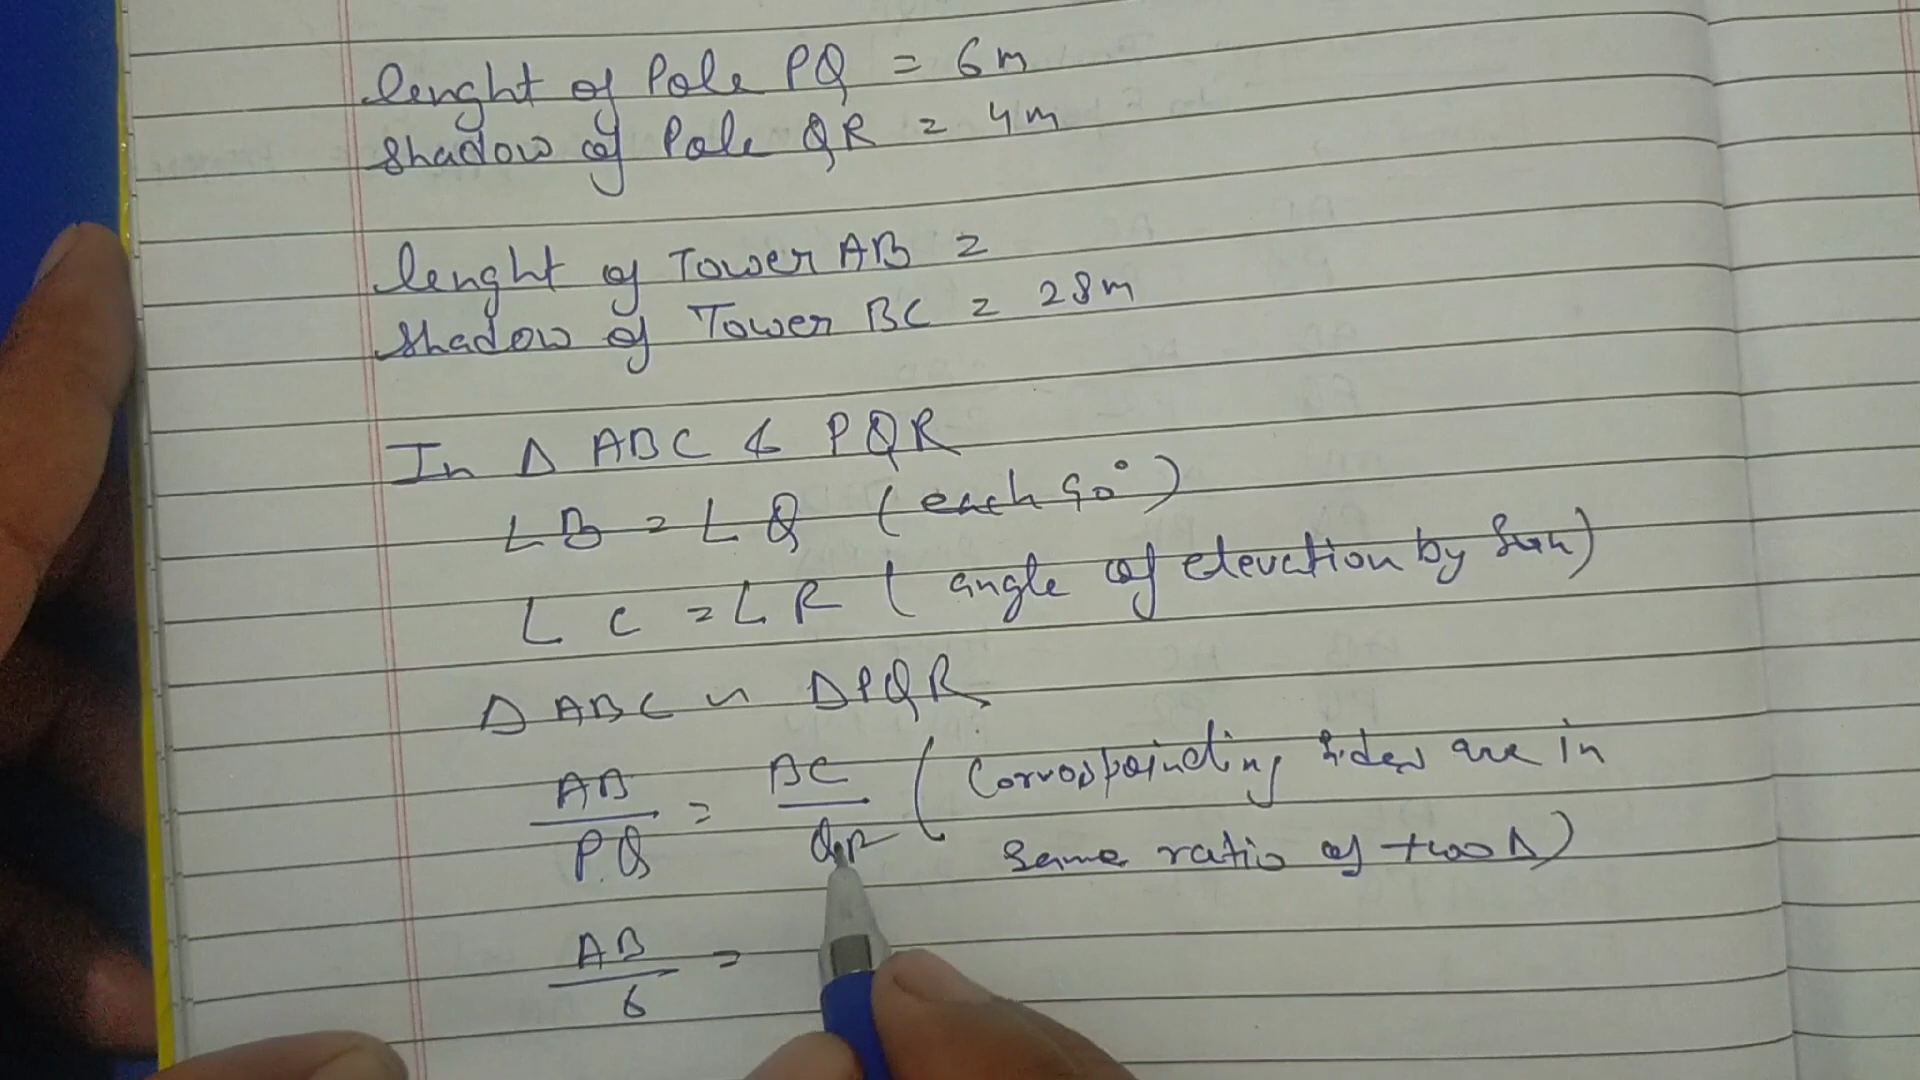 lenght of Pole PQ = 6m
shadow of Pole QR = 4m
lenght of Tower AB =
shadow of Tower BC = 28m
In Δ ABC & PQR
∠B = ∠Q (each 90°)
∠C = ∠R (angle of elevation by sun)
Δ ABC ~ ΔPQR
AB/PQ = BC/QR (Corrospointing sides are in
same ratio of two Δ)
AB/6 =